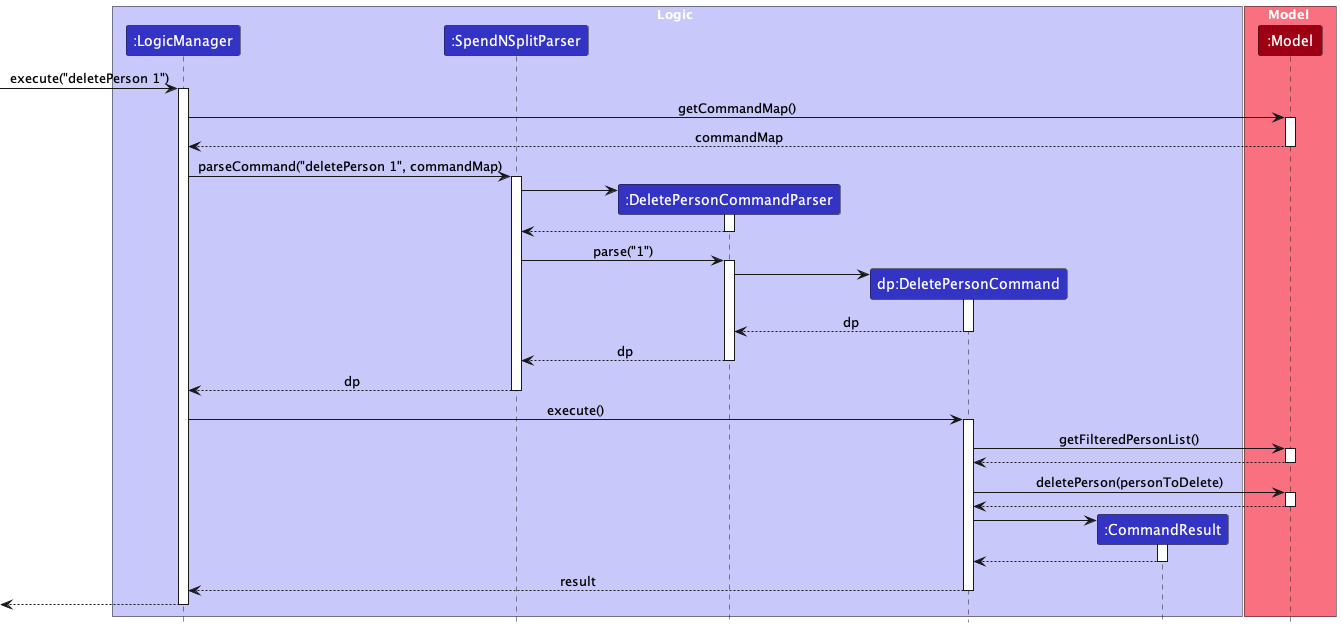 Logic
Model
:LogicManager
:SpendNSplitParser
:Model
execute("deletePerson 1")
getCommandMap()
commandMap
parseCommand("deletePerson 1", commandMap)
:DeletePersonCommandParser
parse("1")
dp:DeletePersonCommand
dp
dp
dp
execute()
getFilteredPersonList()
deletePerson(personToDelete)
:CommandResult
result